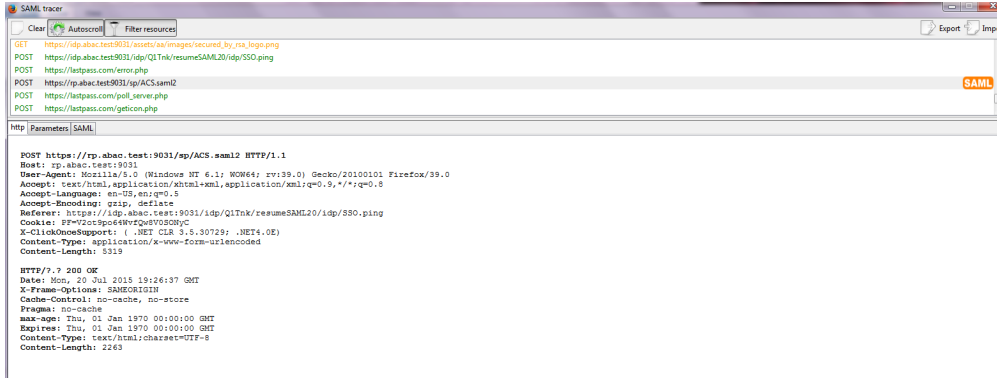 SAML tracer
Clear Autoscroll Filter resources Export
GET https://idp.abac.test:9031/assets/aa/images/secured_by_rsa_logo.png
POST https://idp.abac.test:9031/idp/Q1Tnk/resumeSAML20/idp/SSO.ping
POST https://lastpass.com/error.php
POST https://rp.abac.test:9031/sp/ACS.saml2 SAML
POST https://lastpass.com/poll_server.php
POST https://lastpass.com/geticon.php
http Parameters SAML
POST https://rp.abac.test:9031/sp/ACS.saml2 HTTP/1.1
Host: rp.abac.test:9031
User-Agent: Mozilla/5.0 (Windows NT 6.1; WOW64; rv:39.0) Gecko/20100101 Firefox/39.0
Accept: text/html,application/xhtml+xml,application/xml;q=0.9,*/*;q=0.8
Accept-Language: en-US,en;q=0.5
Accept-Encoding: gzip, deflate
Referer: https://idp.abac.test:9031/idp/Q1Tnk/resumeSAML20/idp/SSO.ping
Cookie: PF=V2ot9po64WvfQw8V0SONyC
X-ClickOnceSupport: ( .NET CLR 3.5.30729; .NET4.0E)
Content-Type: application/x-www-form-urlencoded
Content-Length: 5319
HTTP/?.? 200 OK
Date: Mon, 20 Jul 2015 19:26:37 GMT
X-Frame-Options: SAMEORIGIN
Cache-Control: no-cache, no-store
Pragma: no-cache
max-age: Thu, 01 Jan 1970 00:00:00 GMT
Expires: Thu, 01 Jan 1970 00:00:00 GMT
Content-Type: text/html;charset=UTF-8
Content-Length: 2263